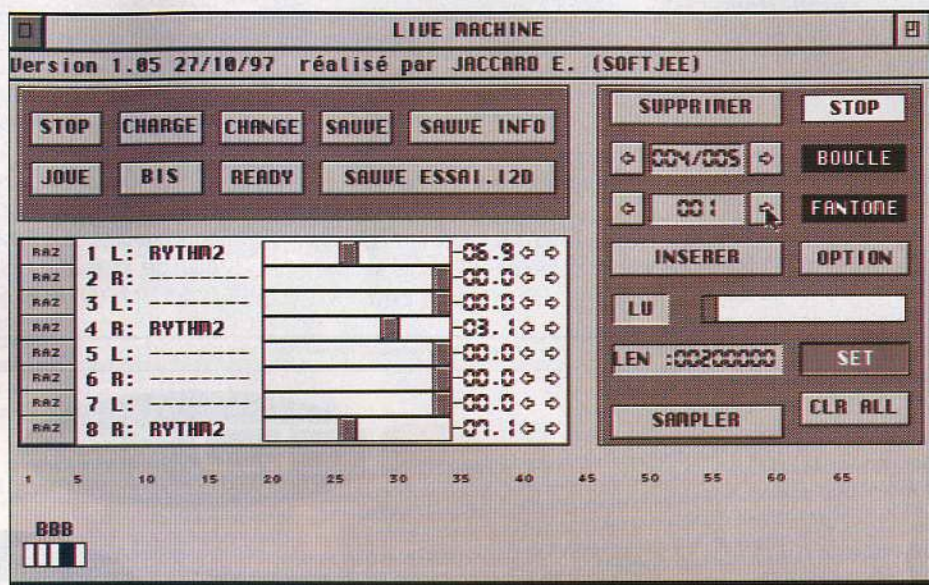 LIVE MACHINE
Version 1.05 27/10/97 réalisé par JACCARD E. (SOFTJEE)
STOP CHARGE CHANGE SAUVE SAUVE INFO
JOUE BIS READY SAUVE ESSAI.I2D
SUPPRIMER STOP
004/005 BOUCLE
001 FANTOME
INSERER OPTION
LU
LEN :00200000 SET
SAMPLER CLR ALL
RAZ 1 L: RYTHM2 -06.9
RAZ 2 R: --------- -00.0
RAZ 3 L: --------- -00.0
RAZ 4 R: RYTHM2 -03.1
RAZ 5 L: --------- -00.0
RAZ 6 R: --------- -00.0
RAZ 7 L: --------- -00.0
RAZ 8 R: RYTHM2 -07.1
1 5 10 15 20 25 30 35 40 45 50 55 60 65
BBB